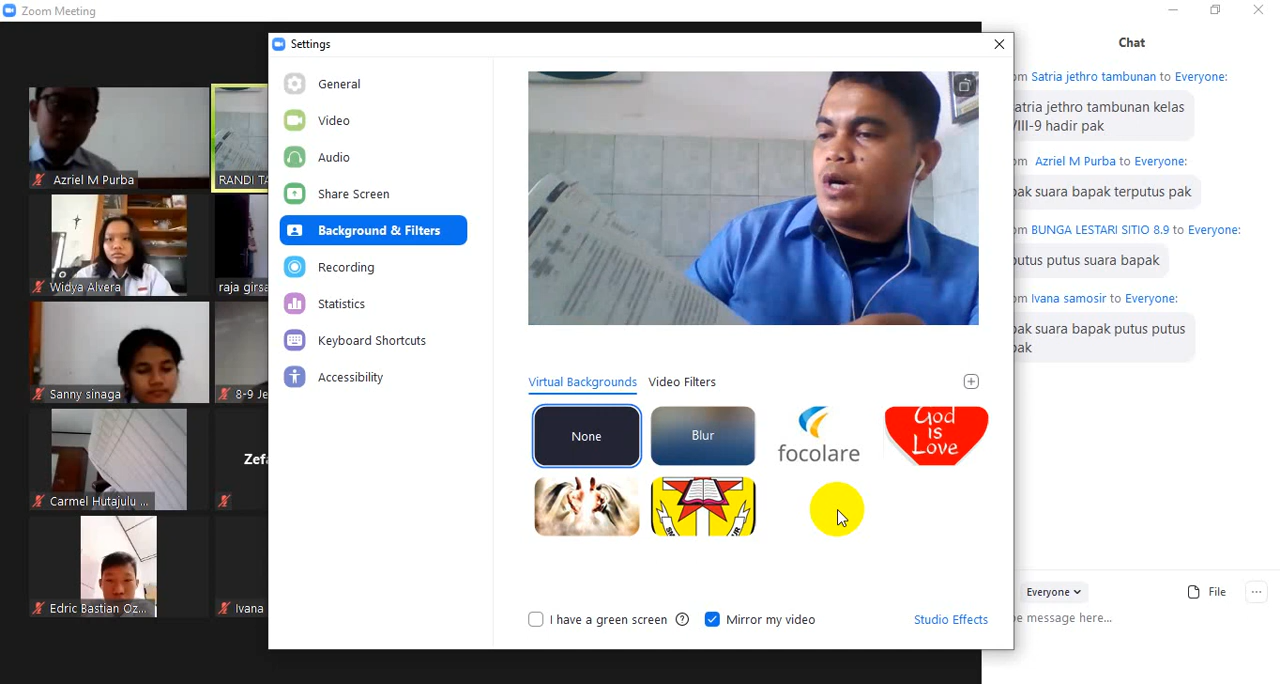 Zoom Meeting
Settings
General
Video
Audio
Share Screen
Background & Filters
Recording
Statistics
Keyboard Shortcuts
Accessibility
Virtual Backgrounds
Video Filters
None
Blur
focolare
God
is
Love
I have a green screen
Mirror my video
Studio Effects
Azriel M Purba
RANDI TA
Widya Alvera
raja girsa
Sanny sinaga
8-9 Je
Carmel Hutajulu ...
Zefa
Edric Bastian Oz...
Ivana
Chat
om Satria jethro tambunan to Everyone:
atria jethro tambunan kelas
VIII-9 hadir pak
om Azriel M Purba to Everyone:
pak suara bapak terputus pak
om BUNGA LESTARI SITIO 8.9 to Everyone:
putus putus suara bapak
om Ivana samosir to Everyone:
pak suara bapak putus putus
pak
Everyone
File
...
pe message here...